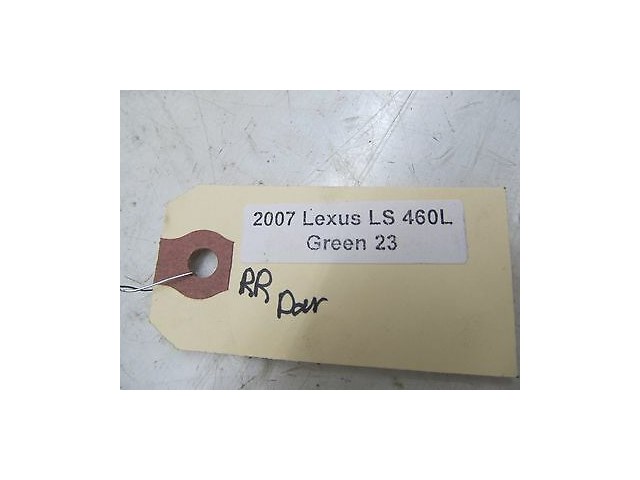 2007 Lexus LS 460L
Green 23
RR
Door